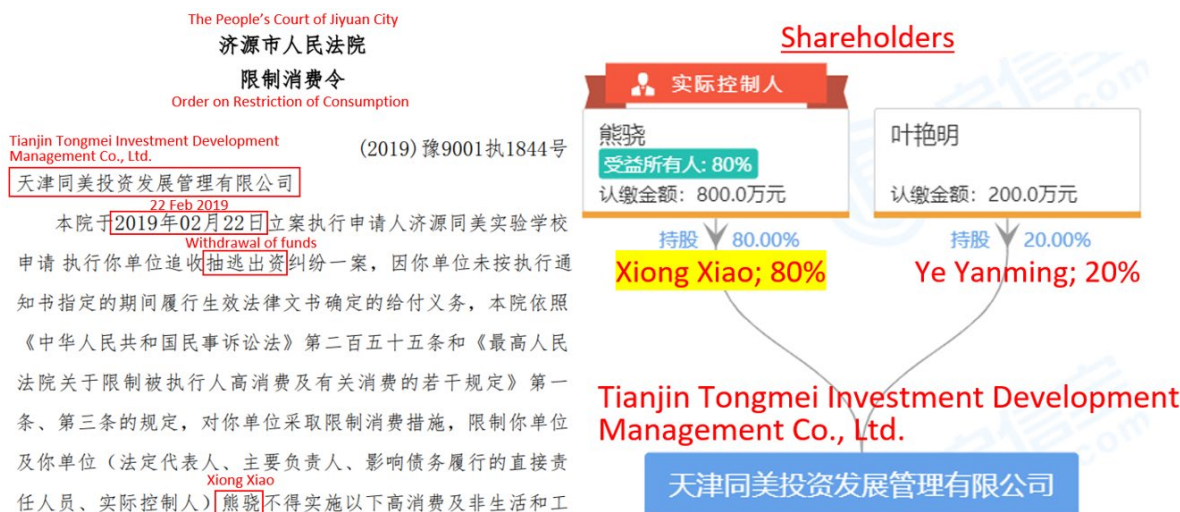 The People's Court of Jiyuan City
济源市人民法院
限制消费令
Order on Restriction of Consumption
Tianjin Tongmei Investment Development
Management Co., Ltd.
(2019)豫9001执1844号
天津同美投资发展管理有限公司
22 Feb 2019
本院于2019年02月22日立案执行申请人济源同美实验学校
Withdrawal of funds
申请 执行你单位追收抽逃出资纠纷一案，因你单位未按执行通
知书指定的期间履行生效法律文书确定的给付义务，本院依照
《中华人民共和国民事诉讼法》第二百五十五条和《最高人民
法院关于限制被执行人高消费及有关消费的若干规定》第一
条、第三条的规定，对你单位采取限制消费措施，限制你单位
及你单位（法定代表人、主要负责人、影响债务履行的直接责
Xiong Xiao
任人员、实际控制人）熊骁不得实施以下高消费及非生活和工
Shareholders
实际控制人
熊骁
受益所有人: 80%
认缴金额：800.0万元
叶艳明
认缴金额：200.0万元
持股 80.00%
持股 20.00%
Xiong Xiao; 80%
Ye Yanming; 20%
Tianjin Tongmei Investment Development
Management Co., Ltd.
天津同美投资发展管理有限公司